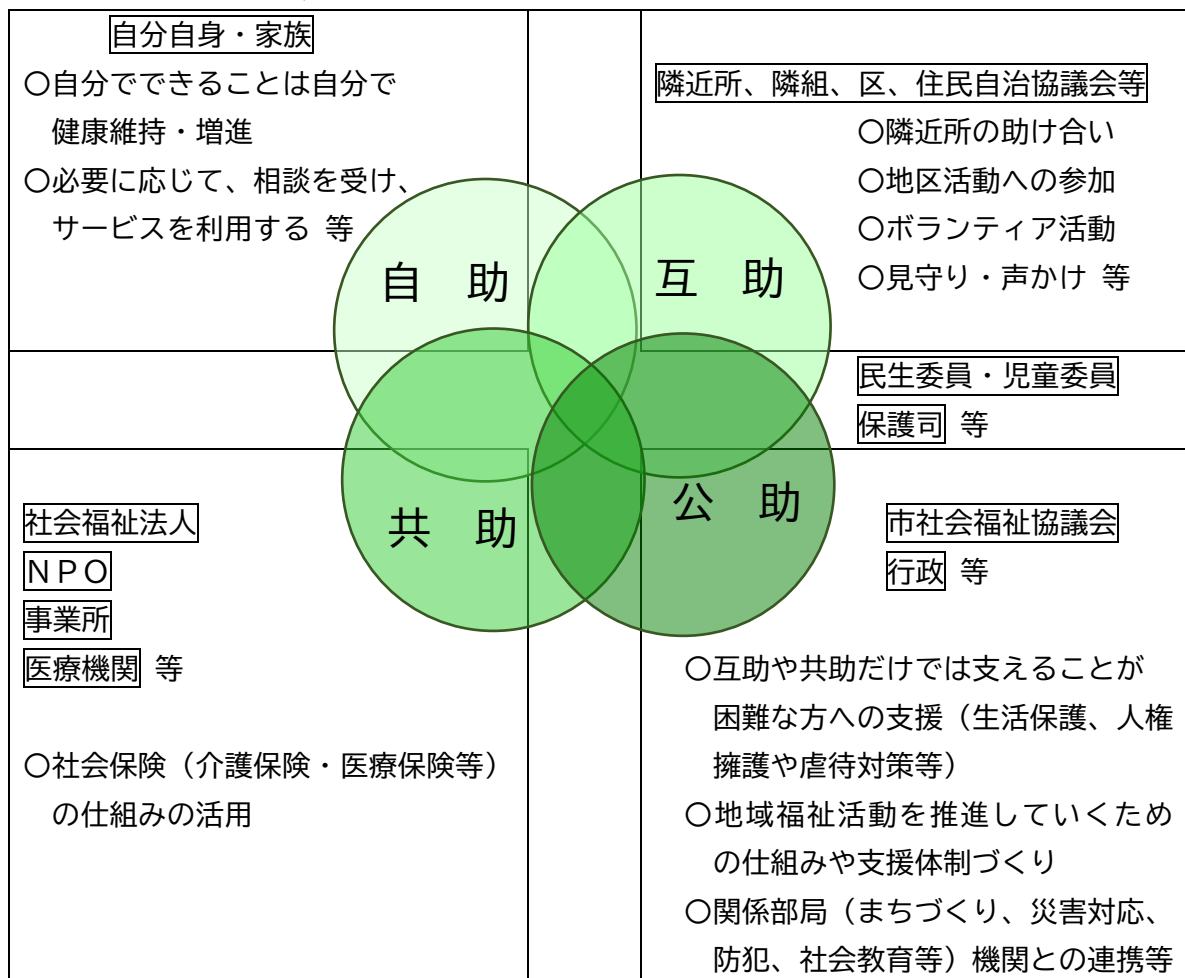 自分自身・家族
〇自分でできることは自分で
健康維持・増進
〇必要に応じて、相談を受け、
サービスを利用する 等
隣近所、隣組、区、住民自治協議会等
〇隣近所の助け合い
〇地区活動への参加
〇ボランティア活動
〇見守り・声かけ 等
自 助
互 助
民生委員・児童委員
保護司 等
共 助
公 助
社会福祉法人
ＮＰＯ
事業所
医療機関 等
〇社会保険（介護保険・医療保険等）
の仕組みの活用
市社会福祉協議会
行政 等
〇互助や共助だけでは支えることが
困難な方への支援（生活保護、人権
擁護や虐待対策等）
〇地域福祉活動を推進していくため
の仕組みや支援体制づくり
〇関係部局（まちづくり、災害対応、
防犯、社会教育等）機関との連携等